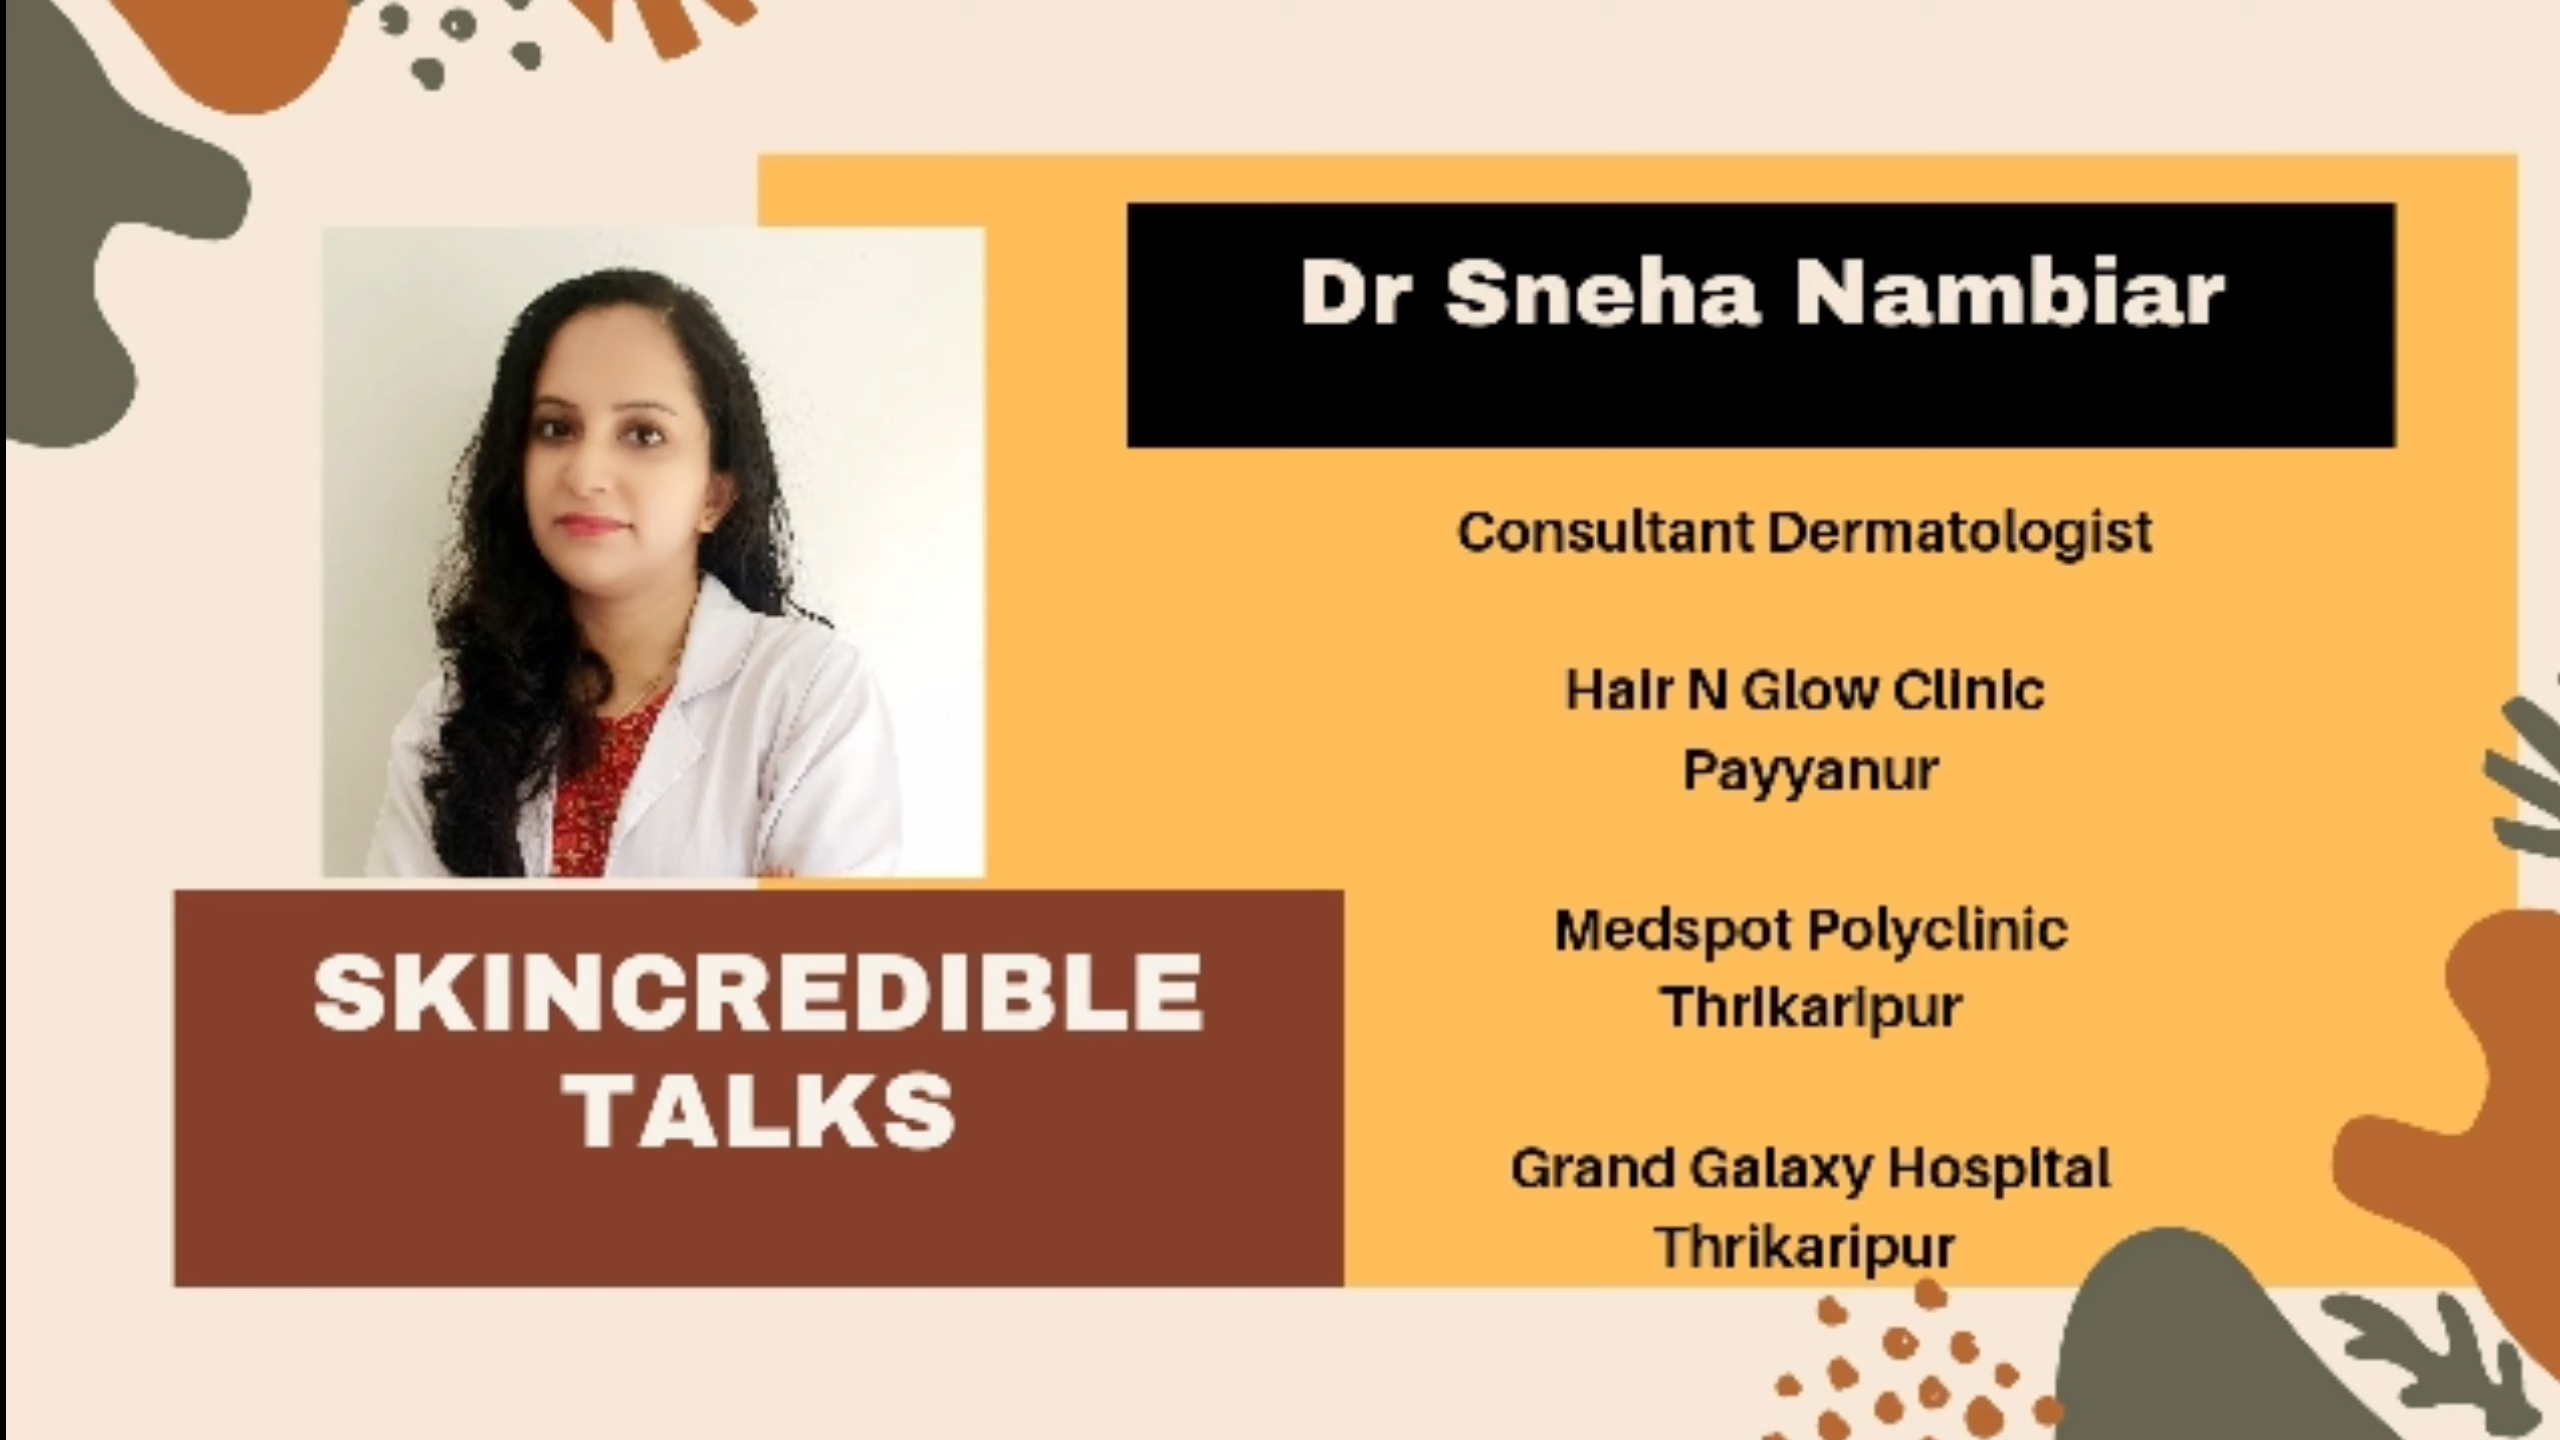 Dr Sneha Nambiar
Consultant Dermatologist
Hair N Glow Clinic
Payyanur
Medspot Polyclinic
Thrikaripur
Grand Galaxy Hospital
Thrikaripur
SKINCREDIBLE
TALKS